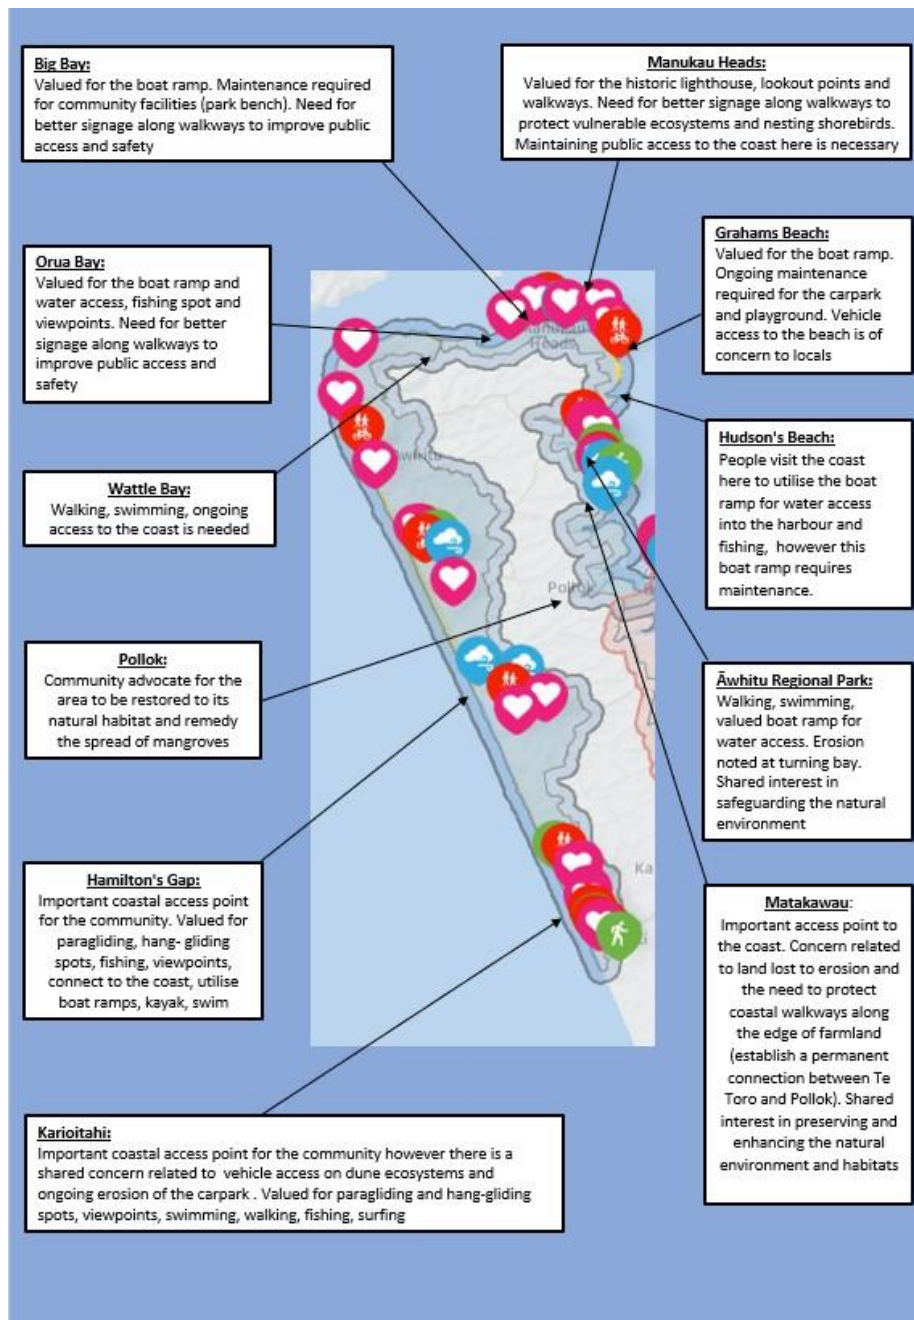 Big Bay:
Valued for the boat ramp. Maintenance required
for community facilities (park bench). Need for
better signage along walkways to improve public
access and safety
Manukau Heads:
Valued for the historic lighthouse, lookout points and
walkways. Need for better signage along walkways to
protect vulnerable ecosystems and nesting shorebirds.
Maintaining public access to the coast here is necessary
Orua Bay:
Valued for the boat ramp and
water access, fishing spot and
viewpoints. Need for better
signage along walkways to
improve public access and
safety
Grahams Beach:
Valued for the boat ramp.
Ongoing maintenance
required for the carpark
and playground. Vehicle
access to the beach is of
concern to locals
Manukau
Heads
Awhitu
Hudson's Beach:
People visit the coast
here to utilise the boat
ramp for water access
into the harbour and
fishing, however this
boat ramp requires
maintenance.
Wattle Bay:
Walking, swimming, ongoing
access to the coast is needed
Pollok
Pollok:
Community advocate for the
area to be restored to its
natural habitat and remedy
the spread of mangroves
Āwhitu Regional Park:
Walking, swimming,
valued boat ramp for
water access. Erosion
noted at turning bay.
Shared interest in
safeguarding the natural
environment
Hamilton's Gap:
Important coastal access point
for the community. Valued for
paragliding, hang- gliding
spots, fishing, viewpoints,
connect to the coast, utilise
boat ramps, kayak, swim
Ka
Matakawau:
Important access point to
the coast. Concern related
to land lost to erosion and
the need to protect
coastal walkways along
the edge of farmland
(establish a permanent
connection between Te
Toro and Pollok). Shared
interest in preserving and
enhancing the natural
environment and habitats
Karioitahi:
Important coastal access point for the community however there is a
shared concern related to  vehicle access on dune ecosystems and
ongoing erosion of the carpark . Valued for paragliding and hang-gliding
spots, viewpoints, swimming, walking, fishing, surfing